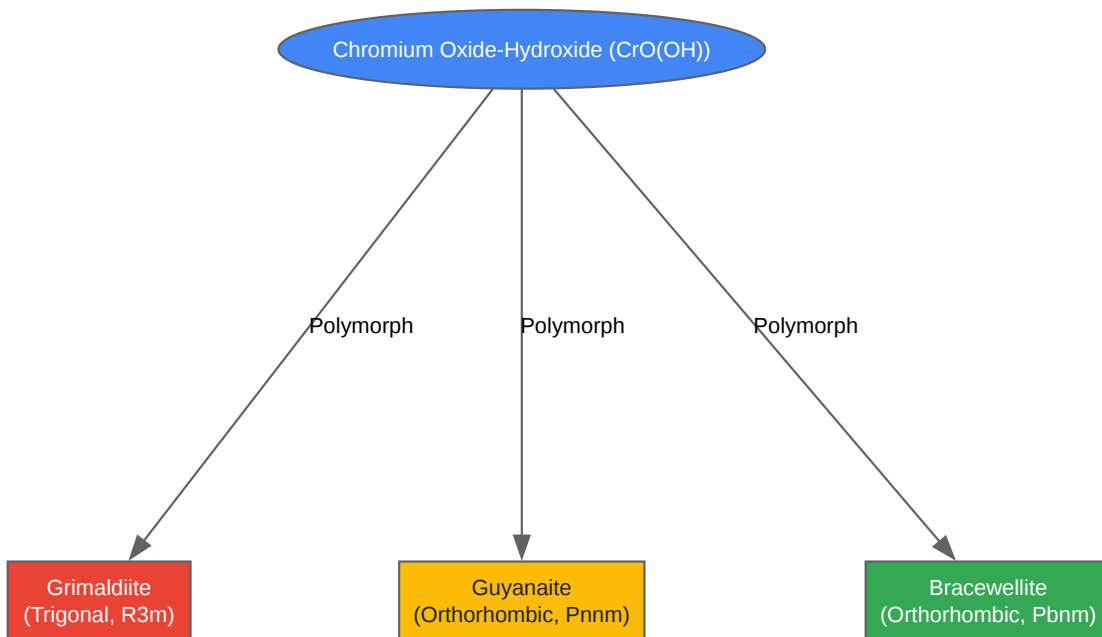 Chromium Oxide-Hydroxide (CrO(OH))
Polymorph
Polymorph
Polymorph
Grimaldiite
(Trigonal, R3m)
Guyanaite
(Orthorhombic, Pnnm)
Bracewellite
(Orthorhombic, Pbnm)